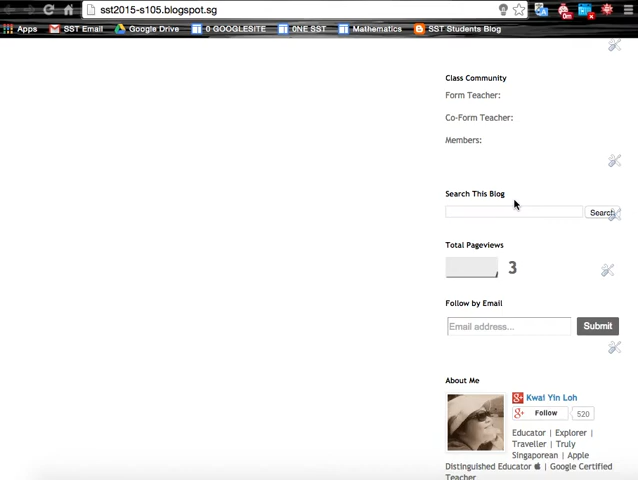 sst2015-s105.blogspot.sg
Apps SST Email Google Drive 0 GOOGLESITE 0NE SST Mathematics SST Students Blog
Class Community
Form Teacher:
Co-Form Teacher:
Members:
Search This Blog
Search
Total Pageviews
3
Follow by Email
Email address... Submit
About Me
Kwai Yin Loh
Follow 520
Educator | Explorer |
Traveller | Truly
Singaporean | Apple
Distinguished Educator | Google Certified
Teacher